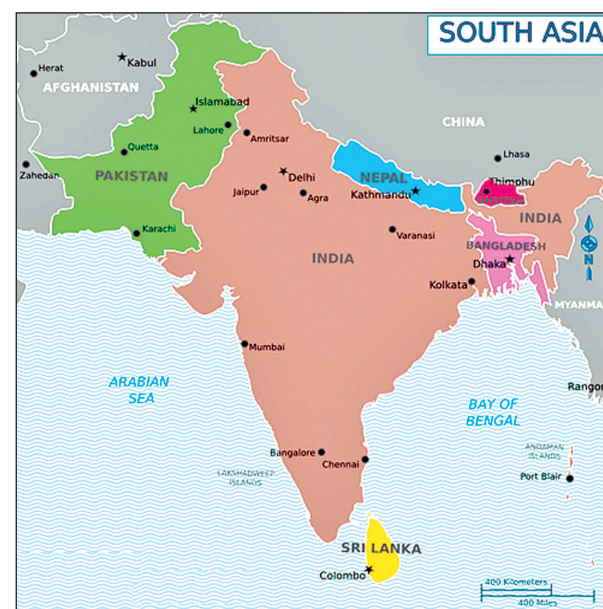 SOUTH ASIA
Herat
Kabul
AFGHANISTAN
Islamabad
Lahore
Amritsar
CHINA
Quetta
Zahedan
PAKISTAN
Lhasa
Delhi
NEPAL
Thimphu
Jaipur
Agra
Kathmandu
INDIA
Karachi
Varanasi
BANGLADESH
INDIA
Dhaka
N
Kolkata
MYANMA
Mumbai
ARABIAN
SEA
Rangor
BAY OF
BENGAL
Bangalore
Chennai
ANDAMAN
ISLANDS
LAKSHADWEEP
ISLANDS
Port Blair
SRI LANKA
Colombo
400 Kilometers
400 Miles